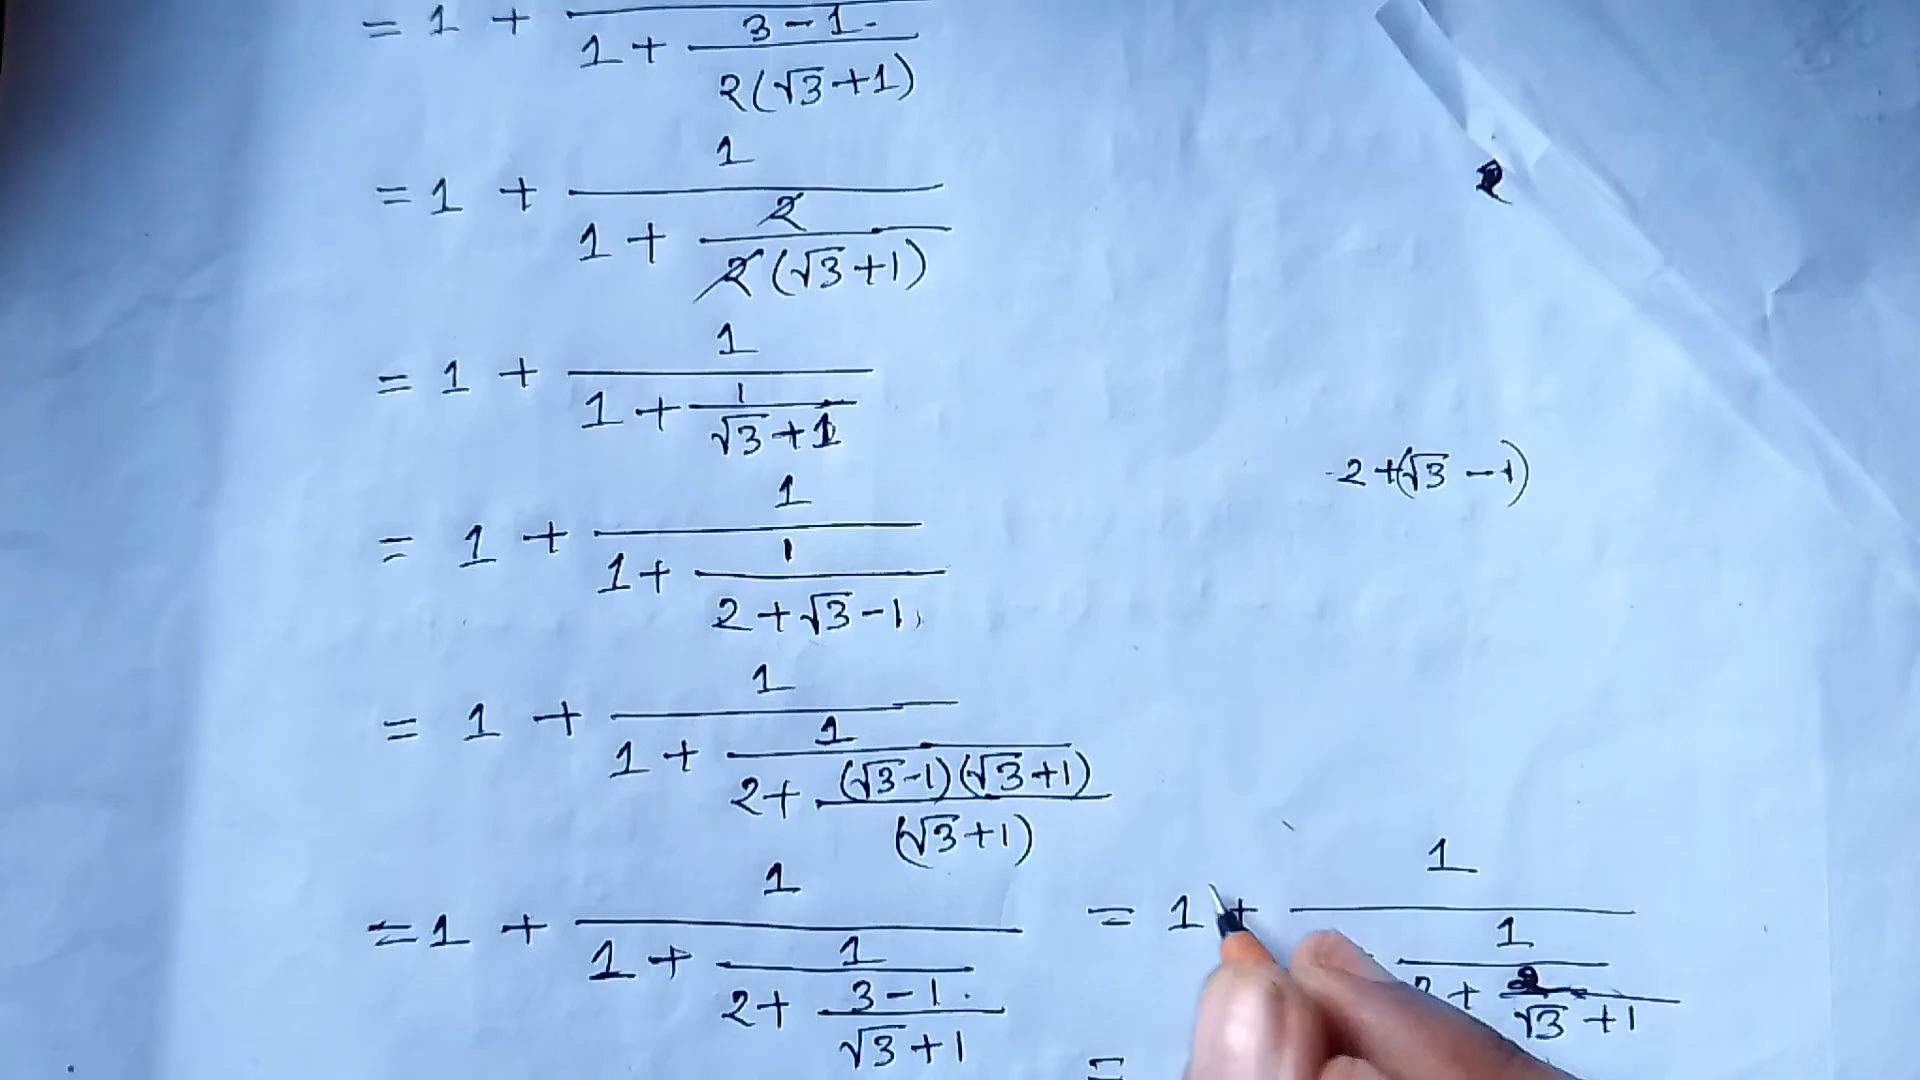 = 1 + 1/(1 + (3 - 1)/(2(√3 + 1)))
= 1 + 1/(1 + 2/(2(√3 + 1)))
= 1 + 1/(1 + 1/(√3 + 1))
2 + (√3 - 1)
= 1 + 1/(1 + 1/(2 + √3 - 1))
= 1 + 1/(1 + 1/(2 + ((√3 - 1)(√3 + 1))/(√3 + 1)))
= 1 + 1/(1 + 1/(2 + (3 - 1)/(√3 + 1)))
= 1 + 1/(1/(2 + 2/(√3 + 1)))
=